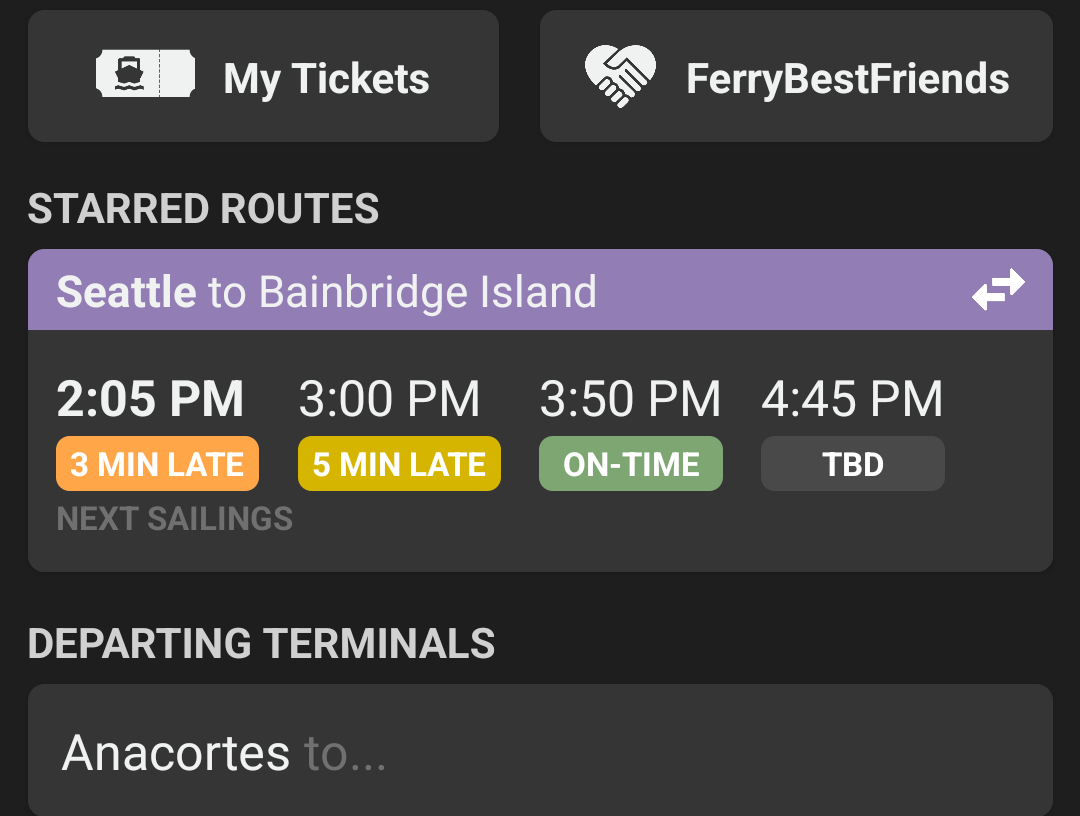 My Tickets
FerryBestFriends
STARRED ROUTES
Seattle to Bainbridge Island
2:05 PM 3:00 PM 3:50 PM 4:45 PM
3 MIN LATE 5 MIN LATE ON-TIME TBD
NEXT SAILINGS
DEPARTING TERMINALS
Anacortes to...